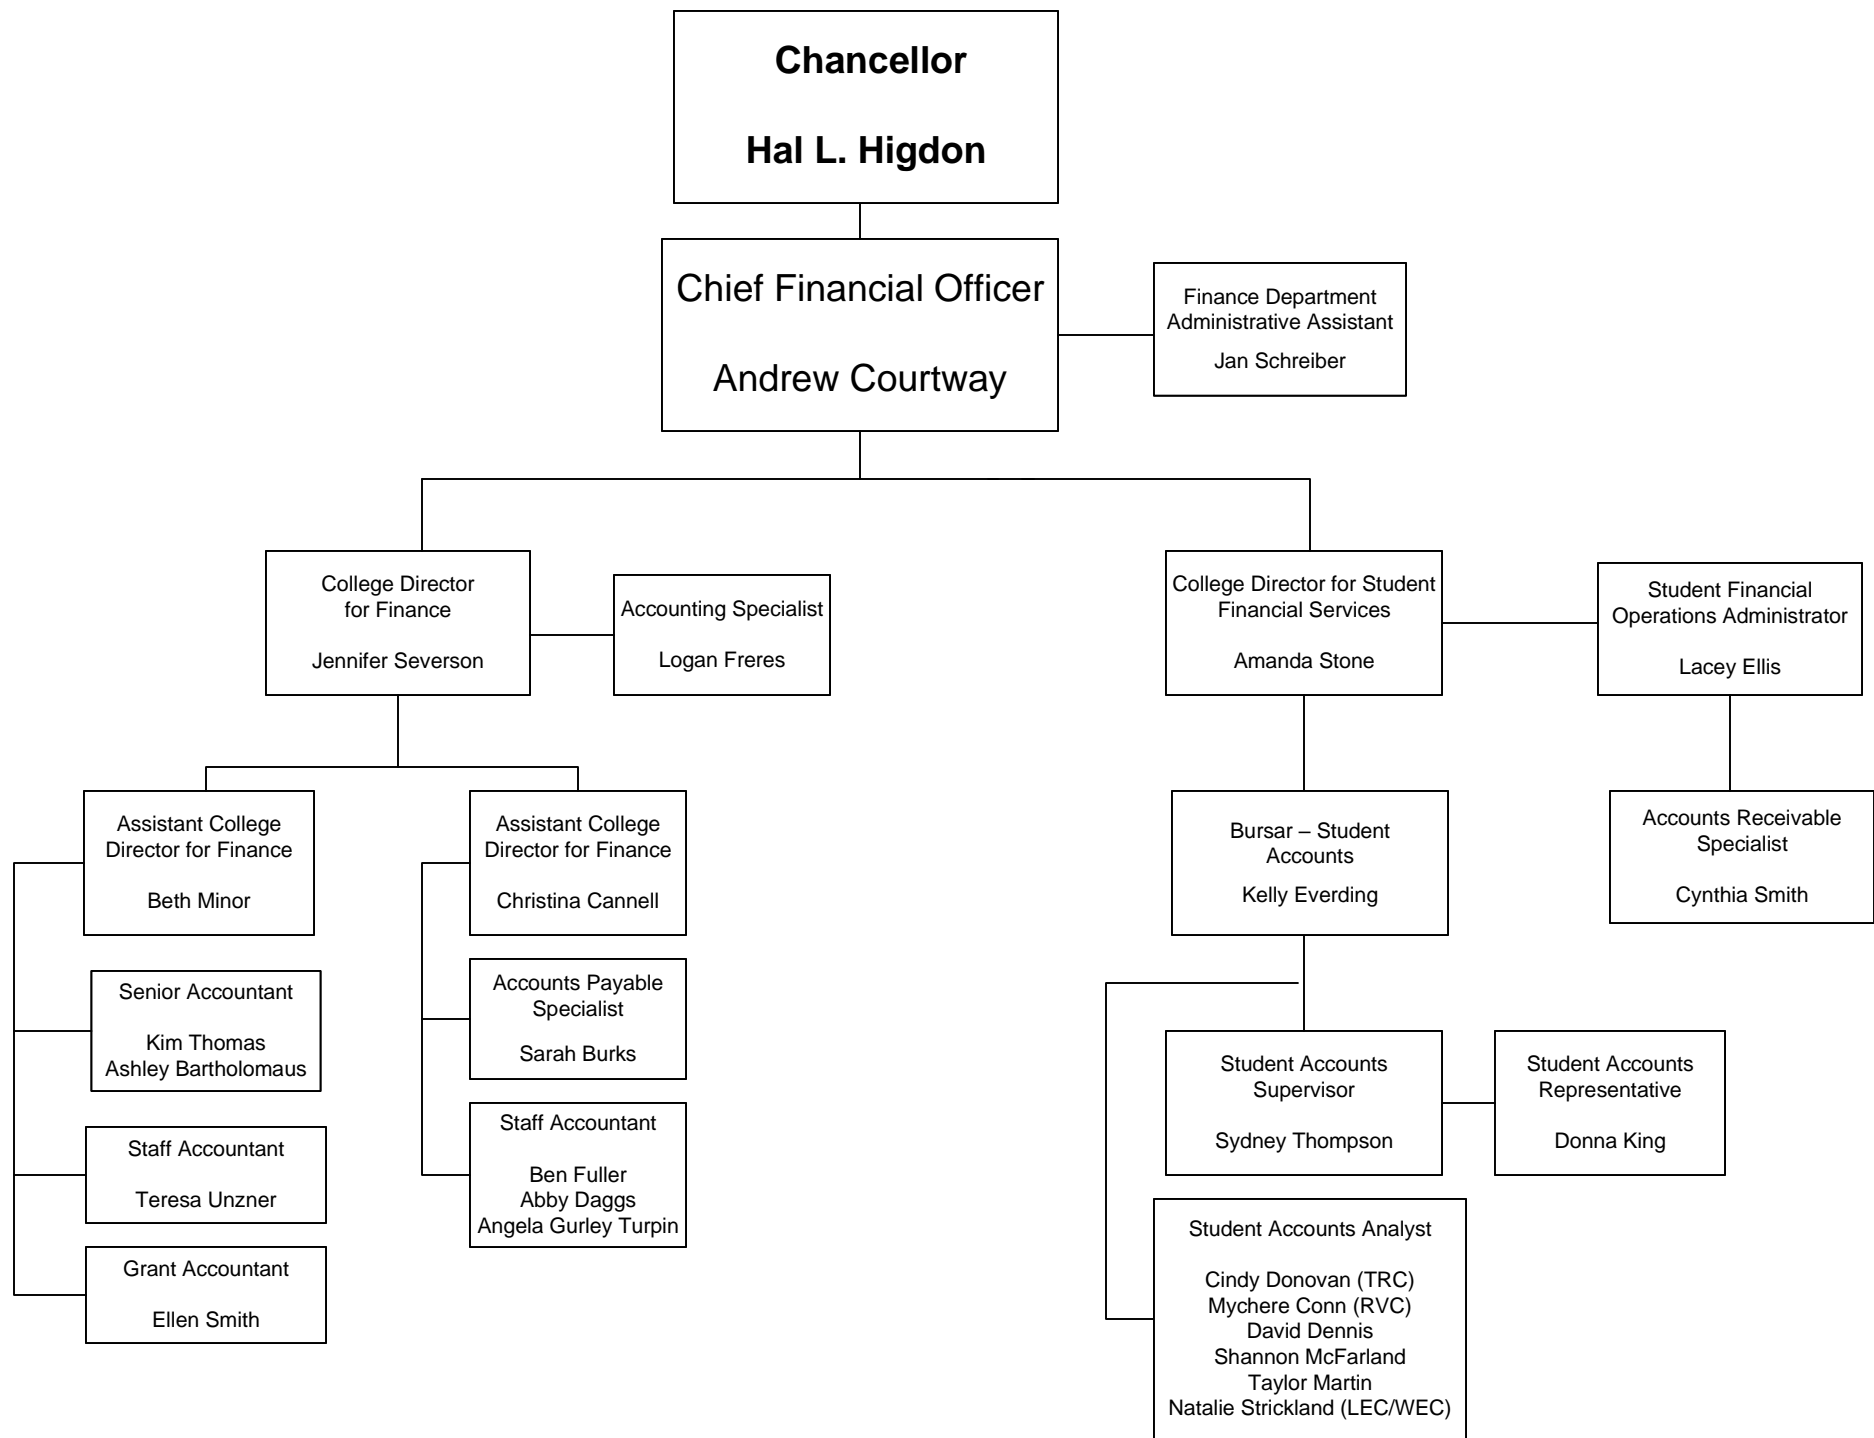 Chancellor
Hal L. Higdon
Chief Financial Officer
Andrew Courtway
Finance Department
Administrative Assistant
Jan Schreiber
College Director
for Finance
Jennifer Severson
Accounting Specialist
Logan Freres
College Director for Student
Financial Services
Amanda Stone
Student Financial
Operations Administrator
Lacey Ellis
Assistant College
Director for Finance
Beth Minor
Assistant College
Director for Finance
Christina Cannell
Bursar – Student
Accounts
Kelly Everding
Accounts Receivable
Specialist
Cynthia Smith
Senior Accountant
Kim Thomas
Ashley Bartholomaus
Accounts Payable
Specialist
Sarah Burks
Student Accounts
Supervisor
Sydney Thompson
Student Accounts
Representative
Donna King
Staff Accountant
Teresa Unzner
Staff Accountant
Ben Fuller
Abby Daggs
Angela Gurley Turpin
Grant Accountant
Ellen Smith
Student Accounts Analyst
Cindy Donovan (TRC)
Mychere Conn (RVC)
David Dennis
Shannon McFarland
Taylor Martin
Natalie Strickland (LEC/WEC)